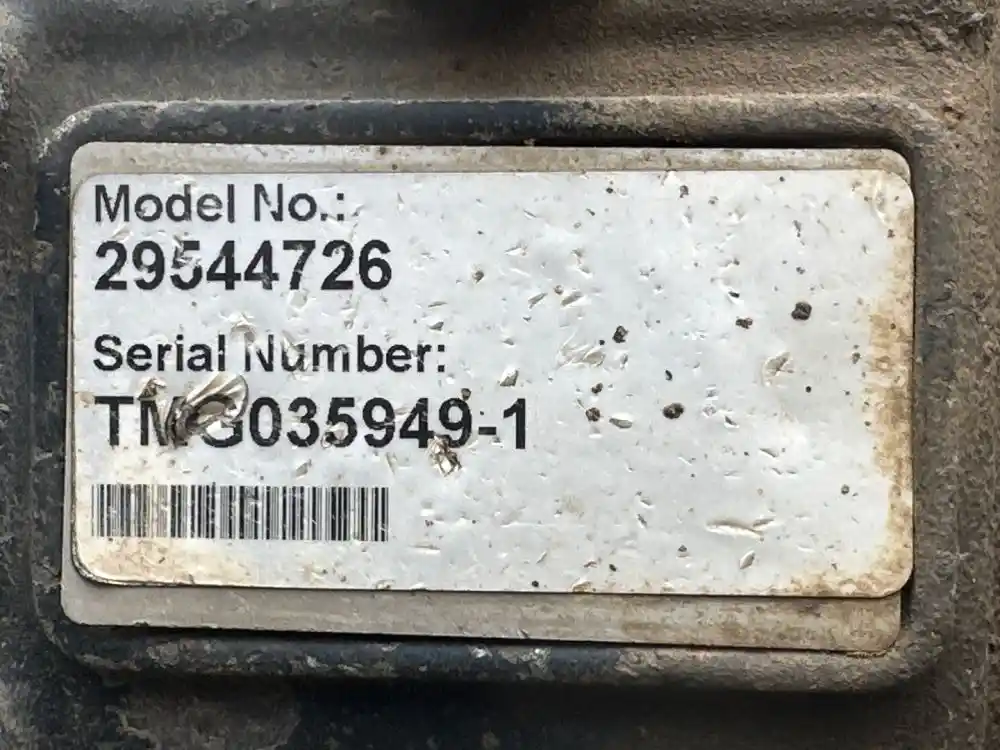 Model No.:
29544726
Serial Number:
TMG035949-1